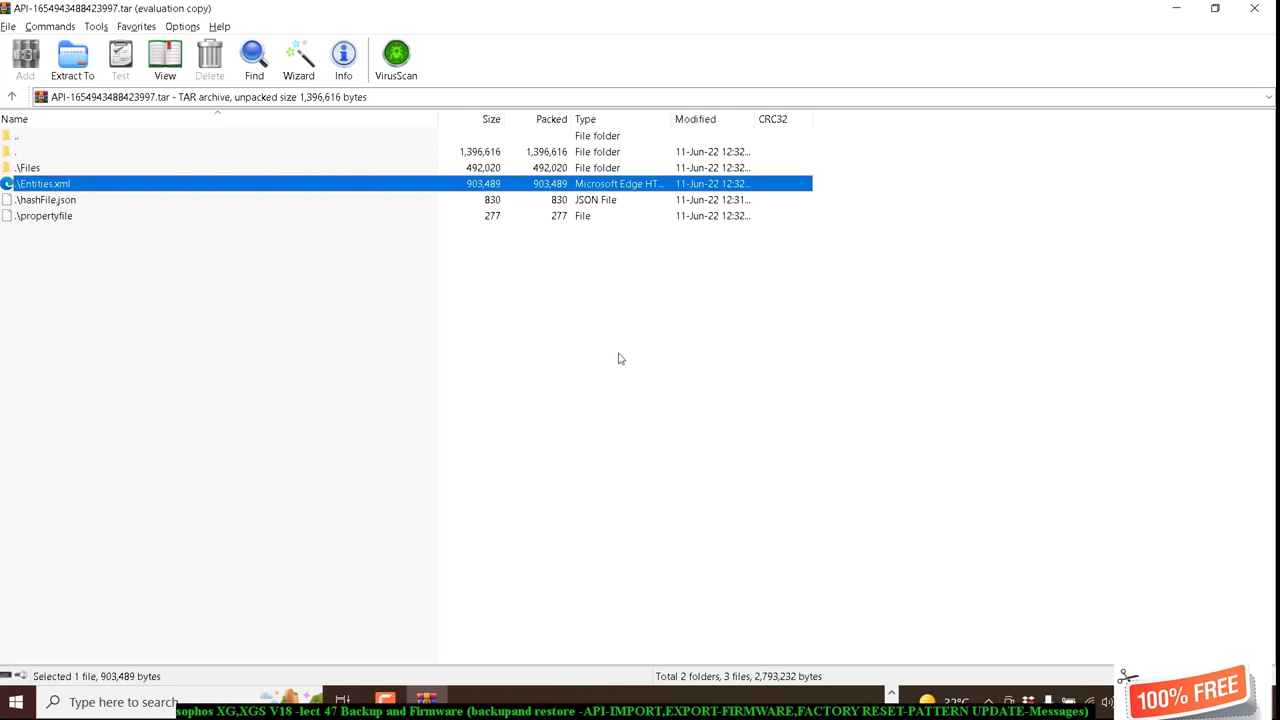 API-1654943488423997.tar (evaluation copy)
File Commands Tools Favorites Options Help
Add Extract To Test View Delete Find Wizard Info VirusScan
API-1654943488423997.tar - TAR archive, unpacked size 1,396,616 bytes
Name Size Packed Type Modified CRC32
.. File folder
. 1,396,616 1,396,616 File folder 11-Jun-22 12:32...
.\Files 492,020 492,020 File folder 11-Jun-22 12:32...
.\Entities.xml 903,489 903,489 Microsoft Edge HT... 11-Jun-22 12:32...
.\hashFile.json 830 830 JSON File 11-Jun-22 12:31...
.\propertyfile 277 277 File 11-Jun-22 12:32...
Selected 1 file, 903,489 bytes Total 2 folders, 3 files, 2,793,232 bytes
Type here to search
100% FREE
sophos XG,XGS V18 -lect 47 Backup and Firmware (backupand restore -API-IMPORT,EXPORT-FIRMWARE,FACTORY RESET-PATTERN UPDATE-Messages)